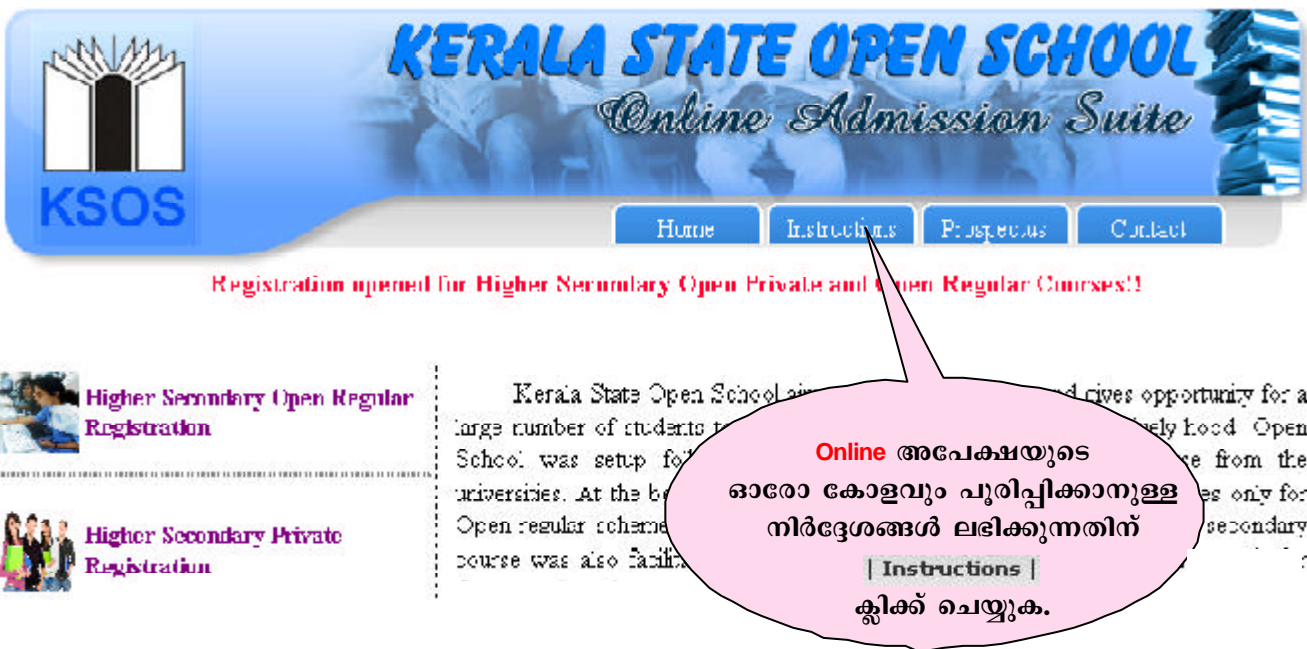 KERALA STATE OPEN SCHOOL
Online Admission Suite
KSOS
Home Instructions Prospectus Contact
Registration opened for Higher Secondary Open Private and Open Regular Courses!!
Higher Secondary Open Regular
Registration
Higher Secondary Private
Registration
Kerala State Open School and gives opportunity for a
large number of students hood. Open
School was setup from the
universities. At the only for
Open regular scheme secondary
course was also
Online അപേക്ഷയുടെ
ഓരോ കോളവും പൂരിപ്പിക്കാനുള്ള
നിർദ്ദേശങ്ങൾ ലഭിക്കുന്നതിന്
| Instructions |
ക്ലിക്ക് ചെയ്യുക.